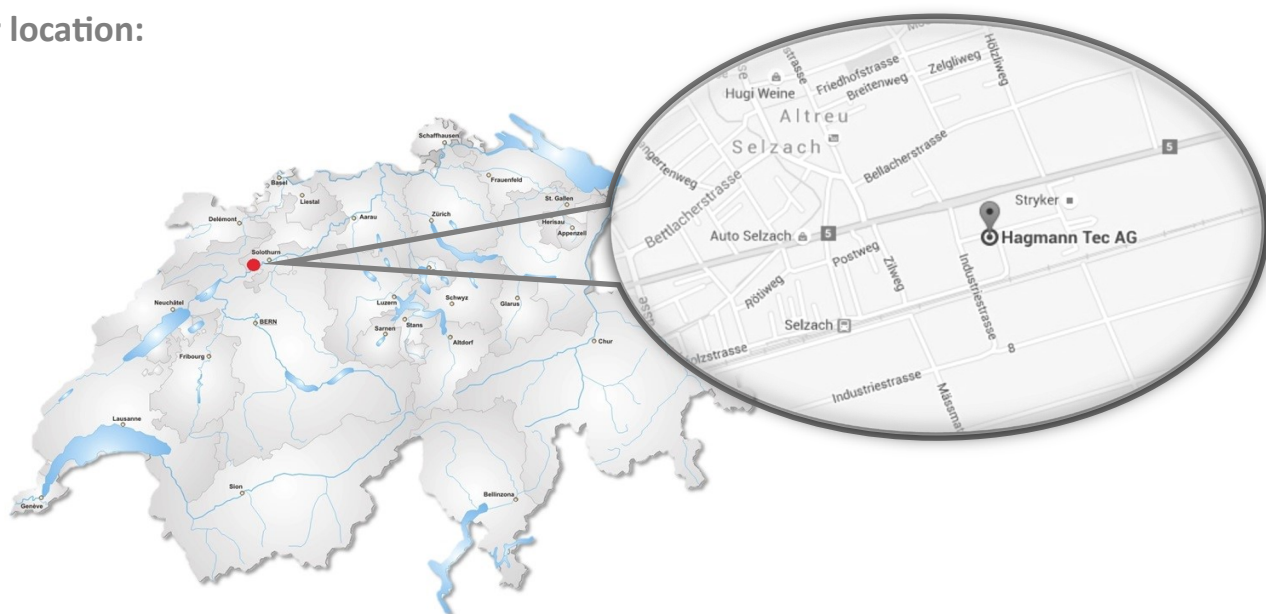 location:
Schaffhausen
Basel
Liestal
Frauenfeld
St. Gallen
Herisau
Appenzell
Delémont
Aarau
Zürich
Solothurn
Neuchâtel
Luzern
Schwyz
Glarus
BERN
Sarnen
Stans
Altdorf
Chur
Fribourg
Lausanne
Sion
Genève
Bellinzona
Hugi Weine
Friedhofstrasse
Breitenweg
Zelgliweg
Hölzliweg
Altreu
Selzach
Bellacherstrasse
5
Bettlacherstrasse
Stryker
Auto Selzach
5
Hagmann Tec AG
Postweg
Zilweg
Rötiweg
Industriestrasse
Selzach
8
Industriestrasse